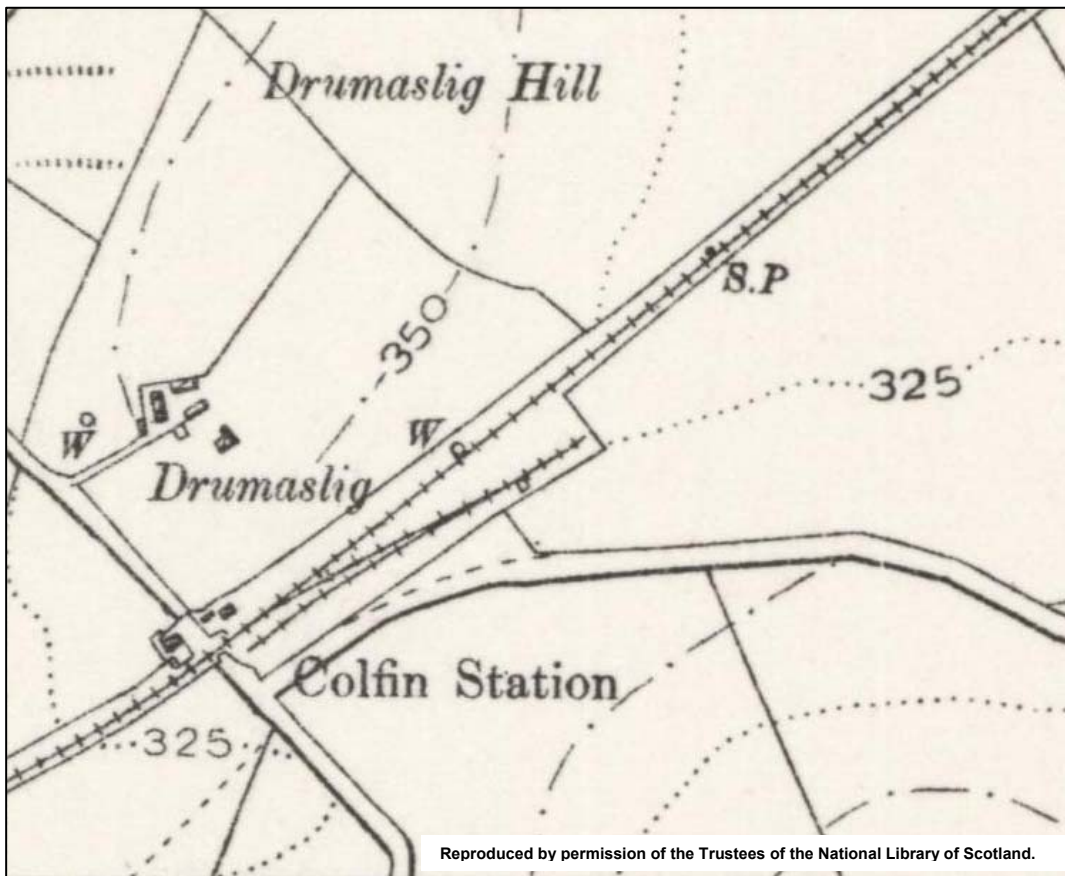 Drumaslig Hill
S.P
350
325
W
W
Drumaslig
Colfin Station
325
Reproduced by permission of the Trustees of the National Library of Scotland.